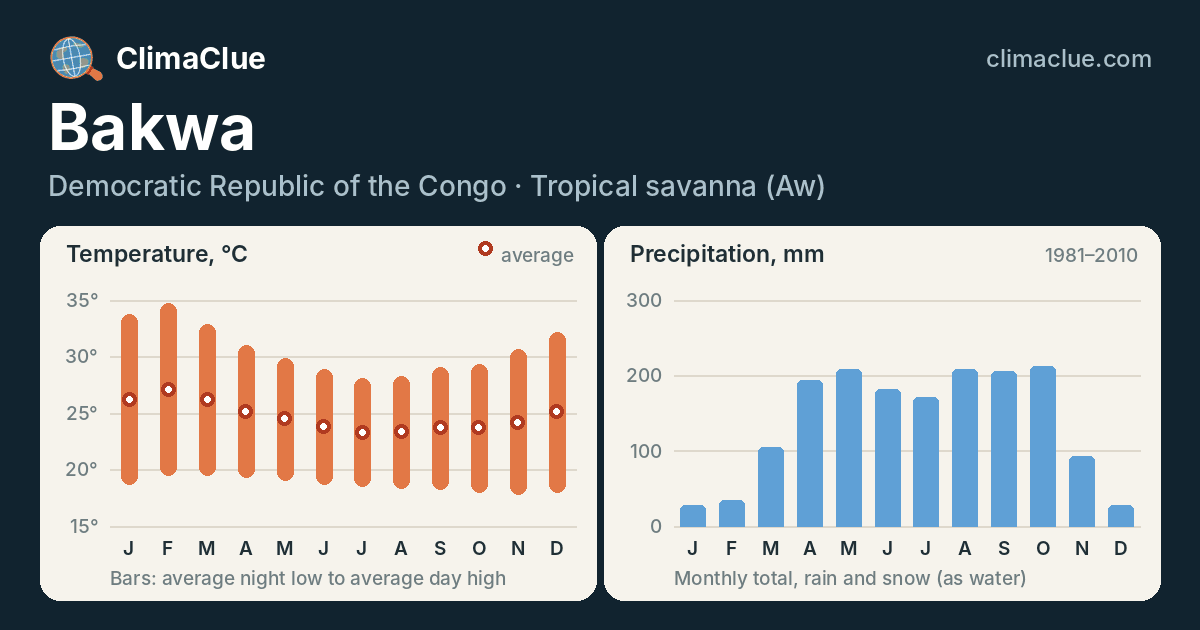 ClimaClue
climaclue.com
Bakwa
Democratic Republic of the Congo · Tropical savanna (Aw)
Temperature, °C
average
35°
30°
25°
20°
15°
J F M A M J J A S O N D
Bars: average night low to average day high
Precipitation, mm
1981–2010
300
200
100
0
J F M A M J J A S O N D
Monthly total, rain and snow (as water)